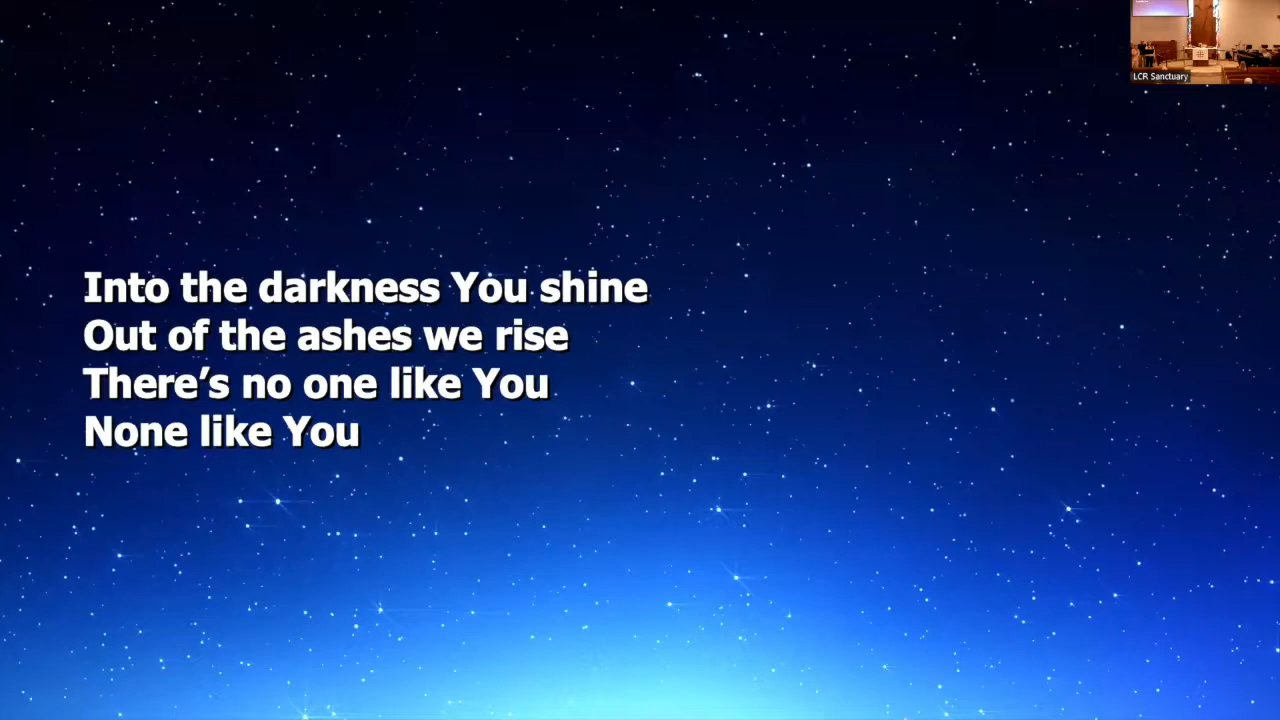 LCR Sanctuary
Into the darkness You shine
Out of the ashes we rise
There’s no one like You
None like You